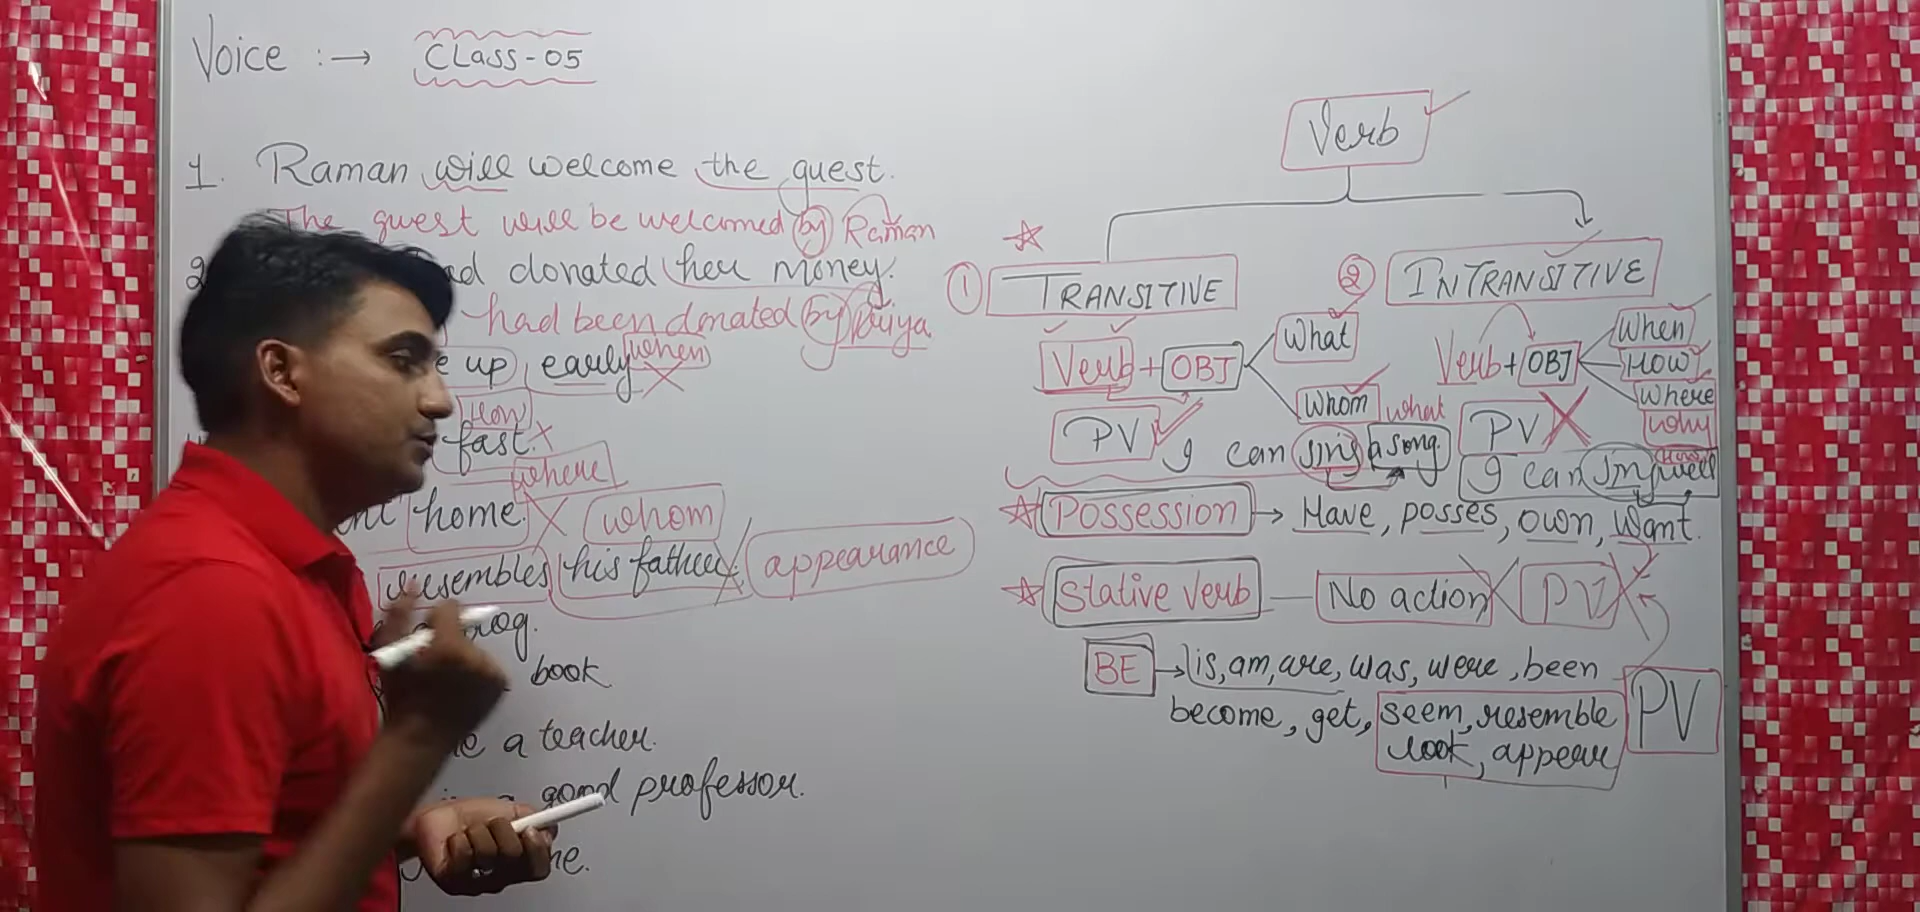 Voice :→ CLass-05
1. Raman will welcome the guest.
The guest will be welcomed by Raman
2. had donated her money.
had been donated by Priya
up early when
How
fast.
where
home. whom
resembles his father. appearance
book
a teacher.
good professor.
Verb
① TRANSITIVE
Verb + OBJ
What
Whom
PV
what
I can sing a song.
② INTRANSITIVE
Verb + OBJ
When
How
Where
why
PV
How
I can sing well
Possession → Have, posses, own, want.
Stative verb — No action PV
BE → is, am, are, was, were, been
become, get, seem, resemble
look, appear
PV